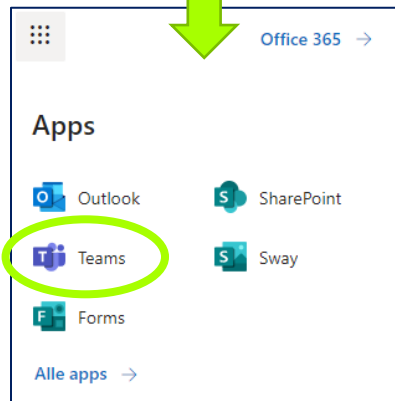 Office 365 →
Apps
Outlook
SharePoint
Teams
Sway
Forms
Alle apps →